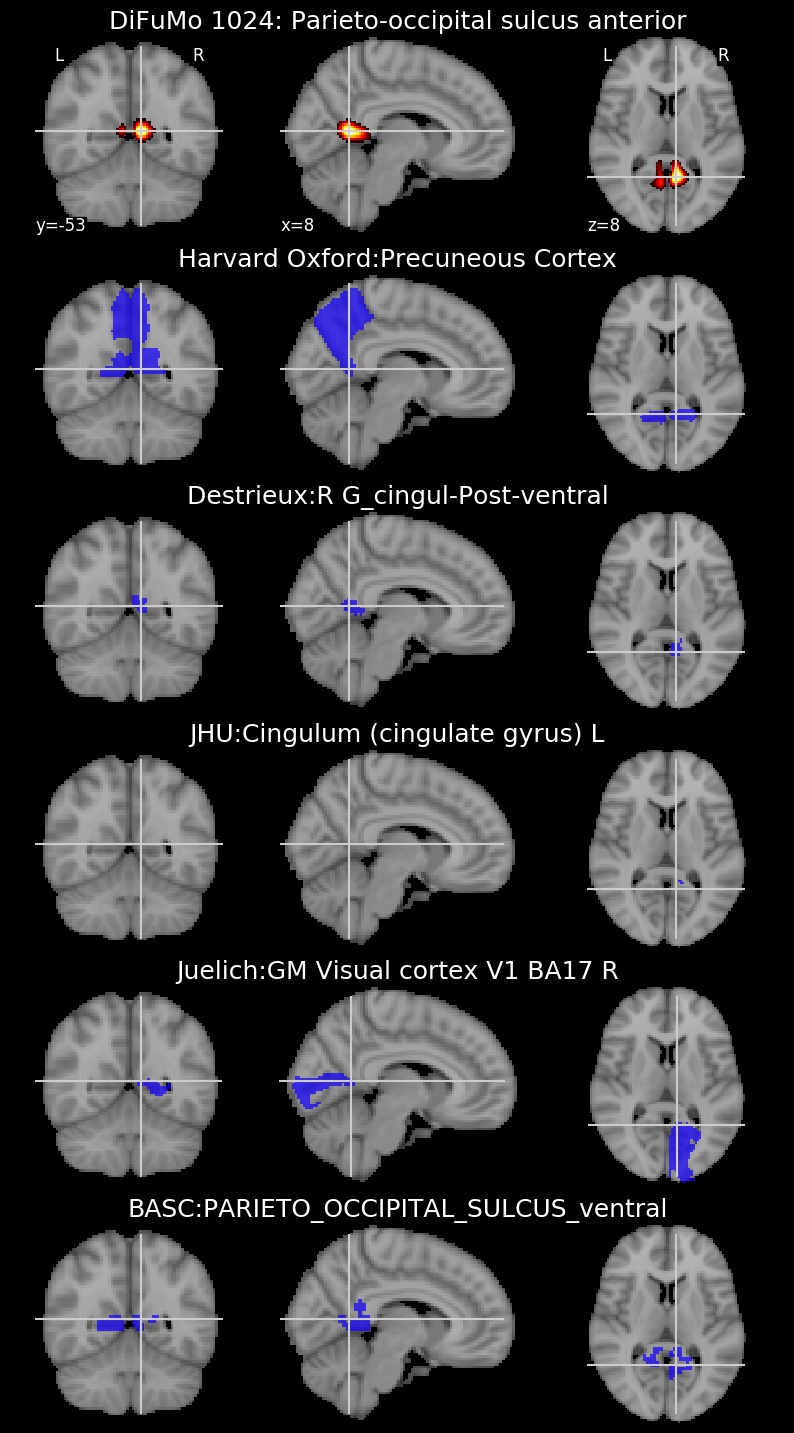 DiFuMo 1024: Parieto-occipital sulcus anterior
L R L R
y=-53 x=8 z=8
Harvard Oxford:Precuneous Cortex
Destrieux:R G_cingul-Post-ventral
JHU:Cingulum (cingulate gyrus) L
Juelich:GM Visual cortex V1 BA17 R
BASC:PARIETO_OCCIPITAL_SULCUS_ventral